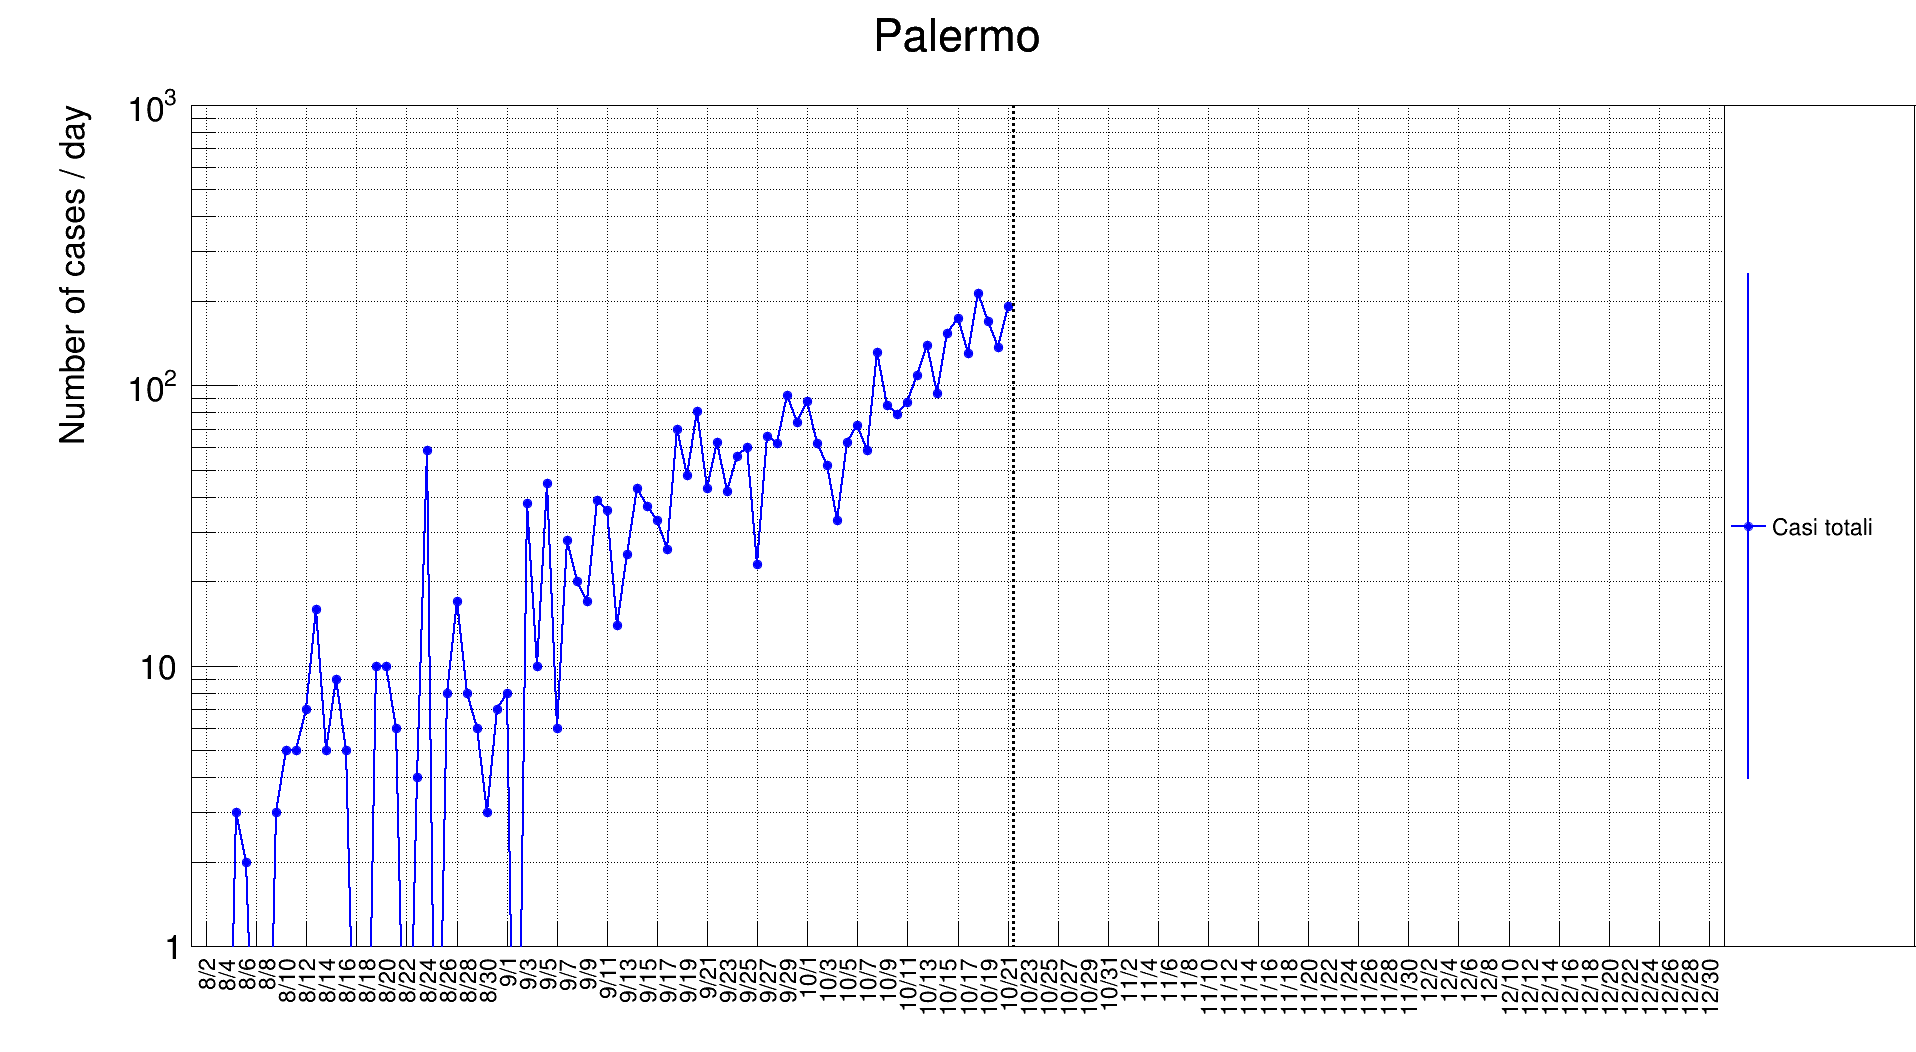 Palermo
Number of cases / day
10³
10²
10
1
8/2 8/4 8/6 8/8 8/10 8/12 8/14 8/16 8/18 8/20 8/22 8/24 8/26 8/28 8/30 9/1 9/3 9/5 9/7 9/9 9/11 9/13 9/15 9/17 9/19 9/21 9/23 9/25 9/27 9/29 10/1 10/3 10/5 10/7 10/9 10/11 10/13 10/15 10/17 10/19 10/21 10/23 10/25 10/27 10/29 10/31 11/2 11/4 11/6 11/8 11/10 11/12 11/14 11/16 11/18 11/20 11/22 11/24 11/26 11/28 11/30 12/2 12/4 12/6 12/8 12/10 12/12 12/14 12/16 12/18 12/20 12/22 12/24 12/26 12/28 12/30
Casi totali